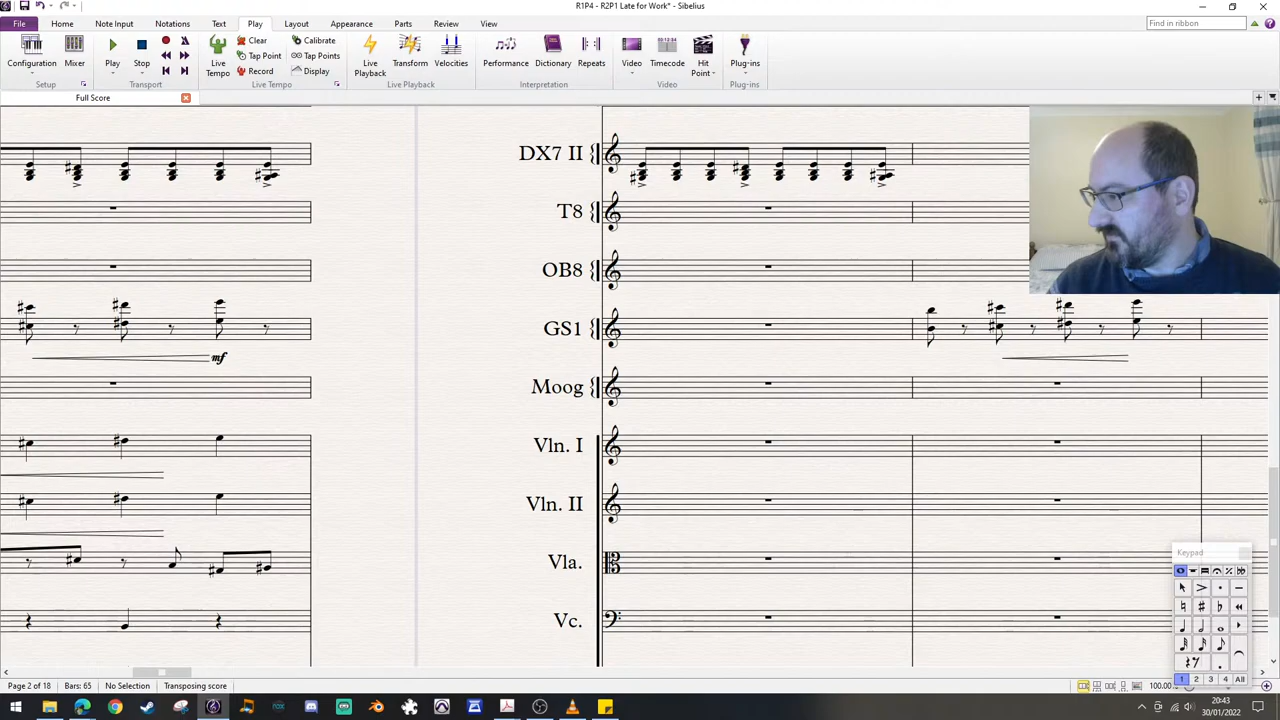 R1P4 - R2P1 Late for Work* - Sibelius
File Home Note Input Notations Text Play Layout Appearance Parts Review View
Find in ribbon
Configuration Mixer Play Stop Live Tempo Clear Tap Point Record Calibrate Tap Points Display Live Playback Transform Velocities Performance Dictionary Repeats Video Timecode Hit Point Plug-ins
Setup Transport Live Tempo Live Playback Interpretation Video Plug-ins
Full Score
DX7 II
T8
OB8
GS1
mf
Moog
Vln. I
Vln. II
Vla.
Vc.
Keypad
1 2 3 4 All
Page 2 of 18 Bars: 65 No Selection Transposing score 100.00
20:43
30/01/2022